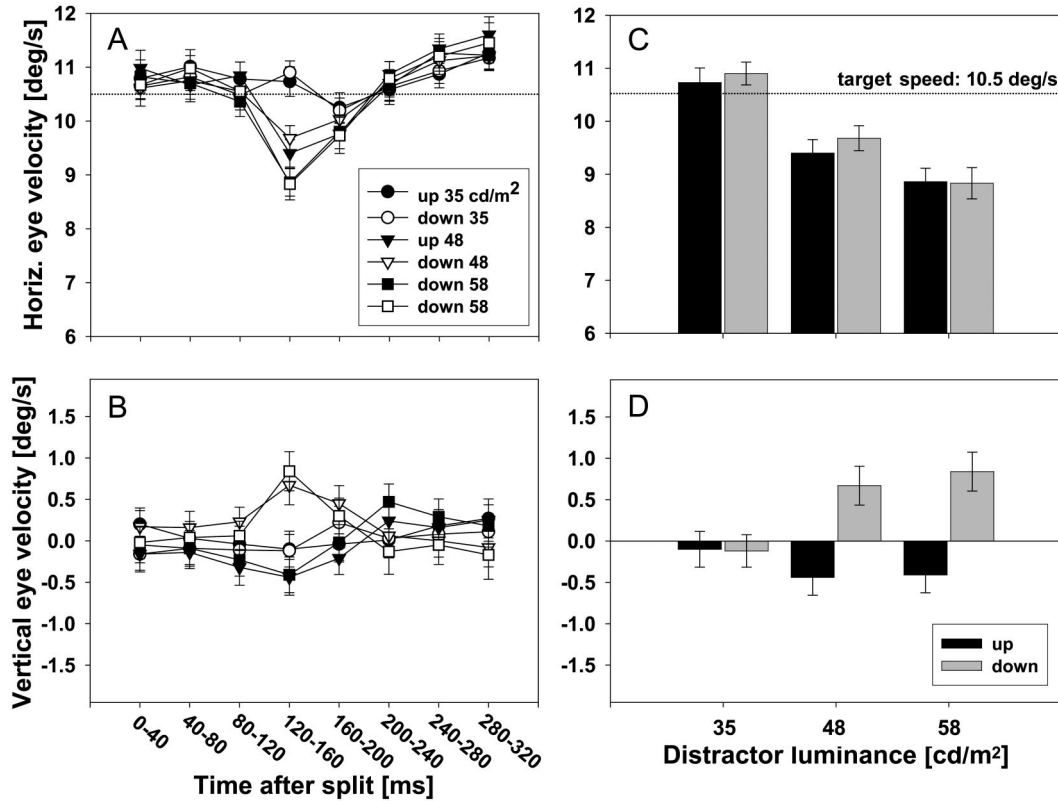 A
Horiz. eye velocity [deg/s]
12
11
10
9
8
7
6
up 35 cd/m²
down 35
up 48
down 48
down 58
down 58
C
12
11
10
9
8
7
6
target speed: 10.5 deg/s
B
Vertical eye velocity [deg/s]
1.5
1.0
0.5
0.0
-0.5
-1.0
-1.5
0-40
40-80
80-120
120-160
160-200
200-240
240-280
280-320
Time after split [ms]
D
1.5
1.0
0.5
0.0
-0.5
-1.0
-1.5
up
down
35 48 58
Distractor luminance [cd/m²]